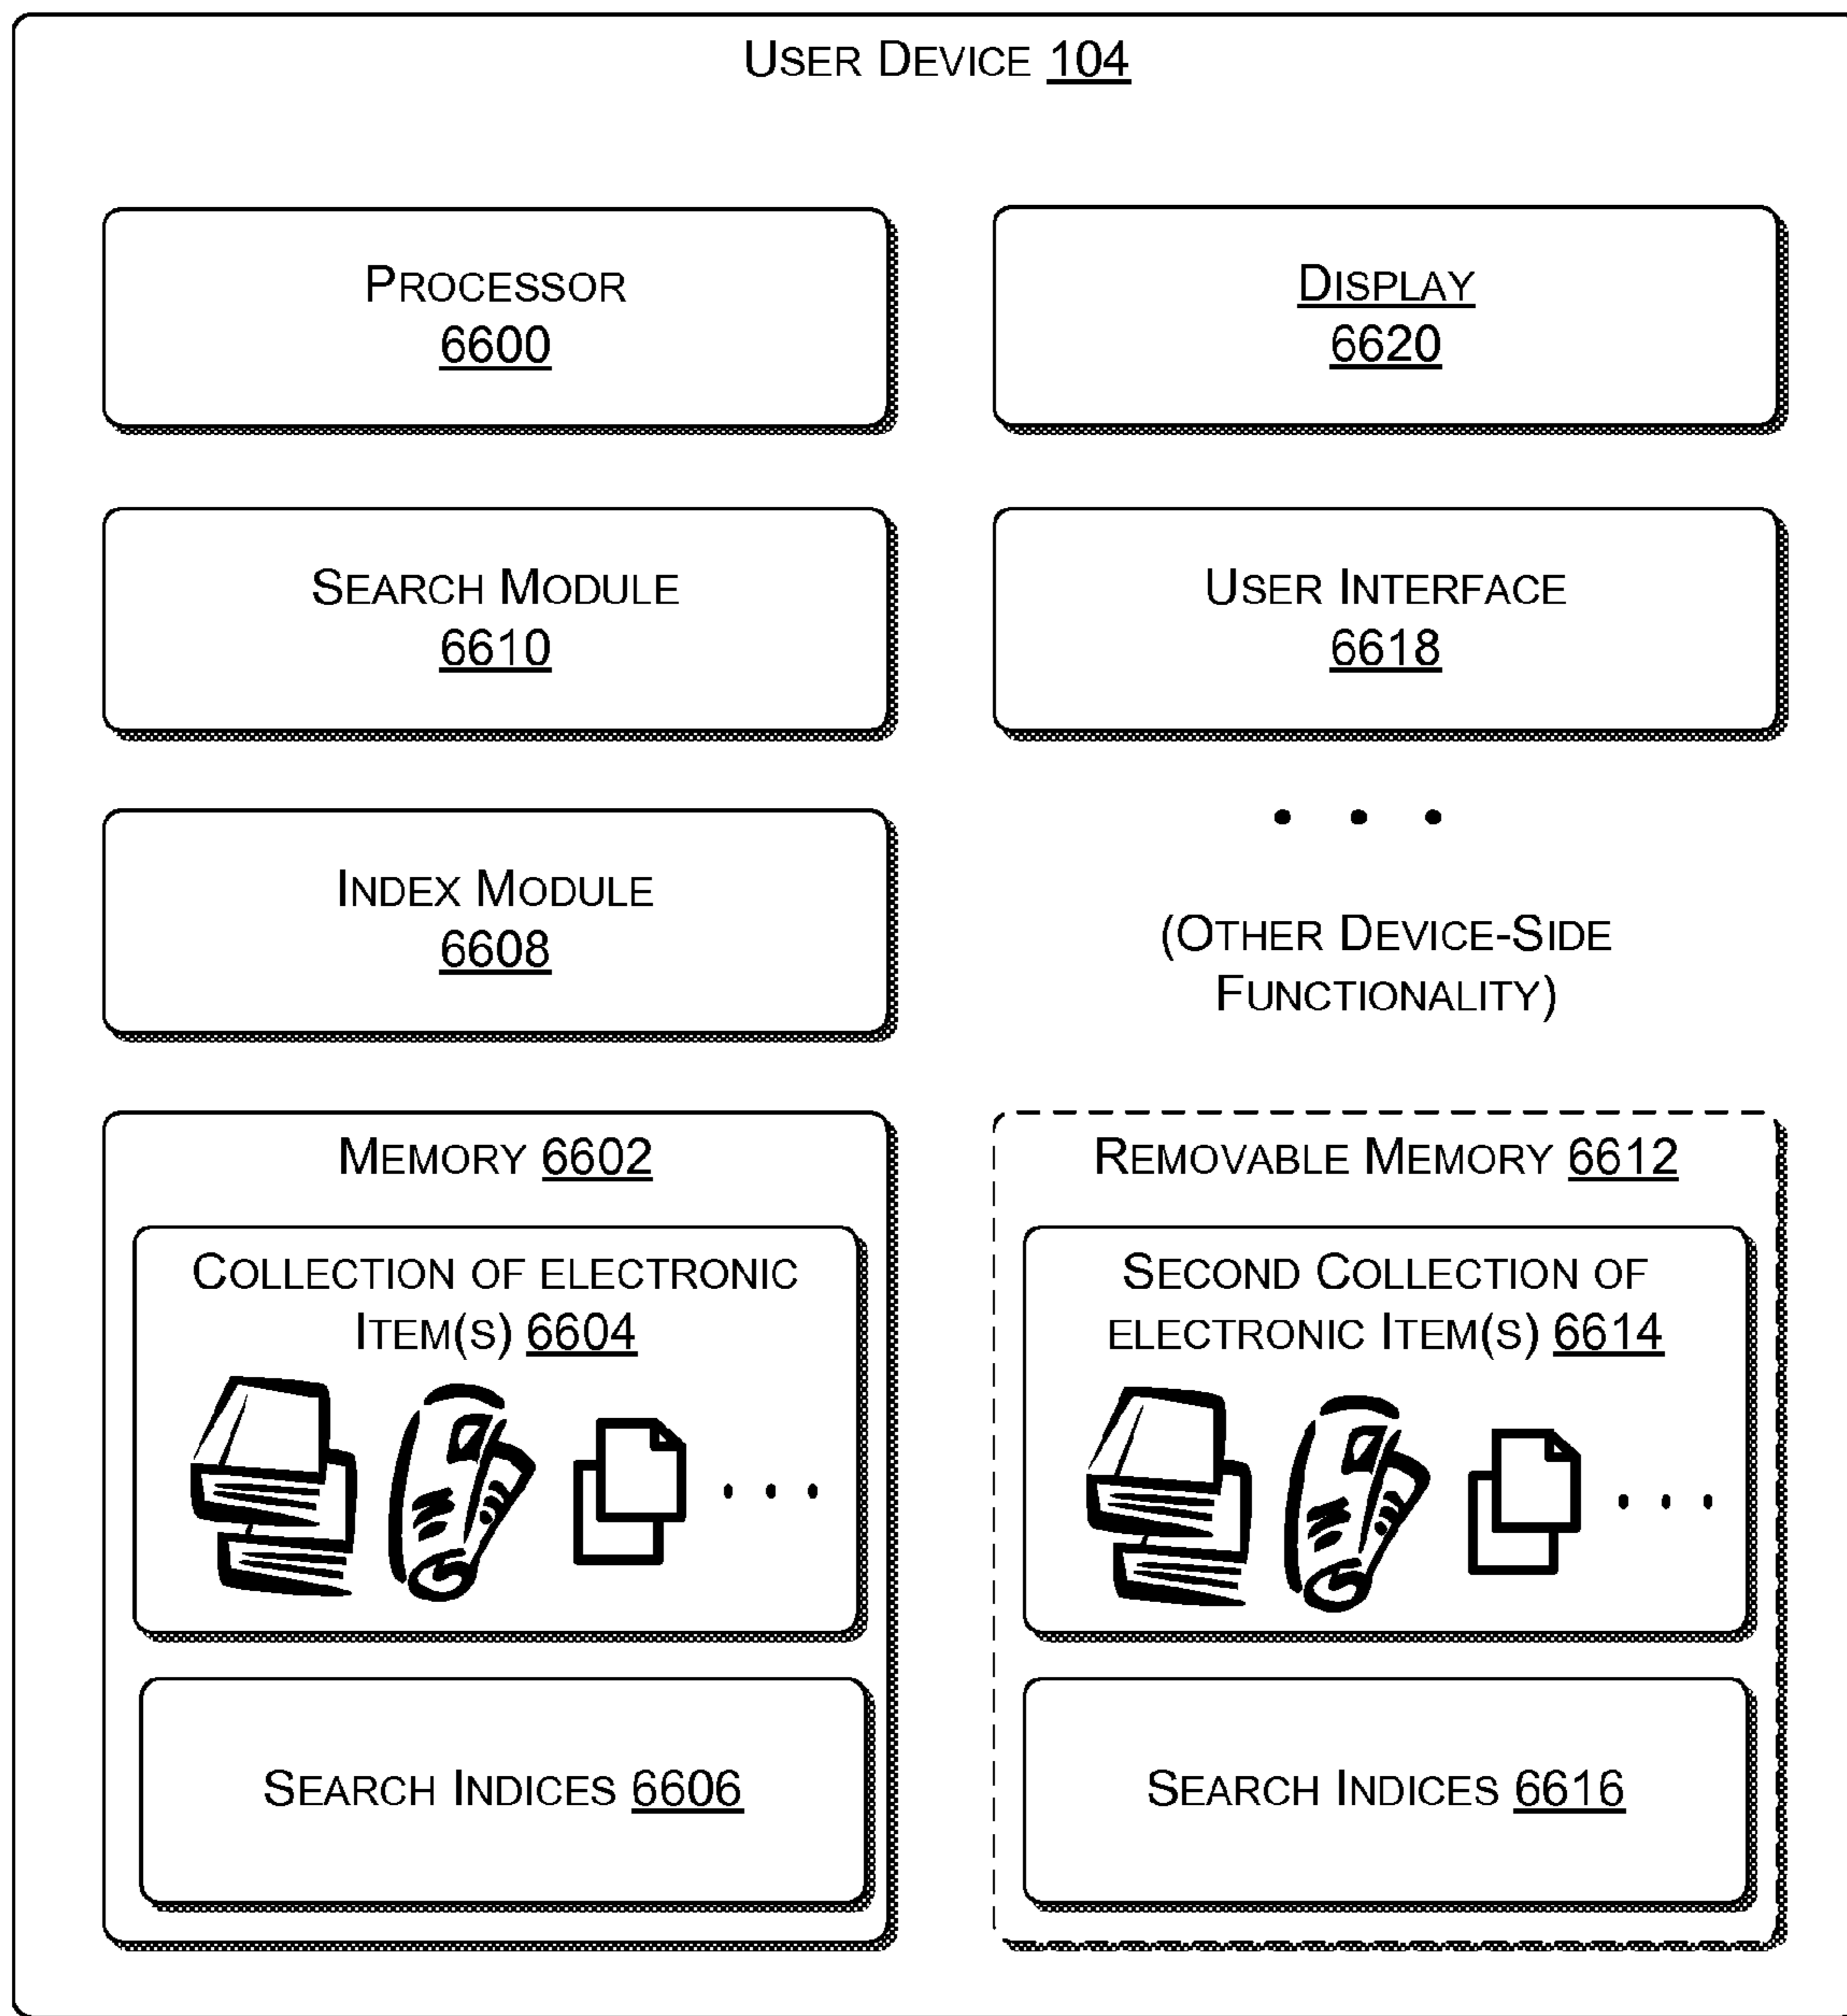 USER DEVICE 104
PROCESSOR
6600
DISPLAY
6620
SEARCH MODULE
6610
USER INTERFACE
6618
INDEX MODULE
6608
• • •
(OTHER DEVICE-SIDE
FUNCTIONALITY)
MEMORY 6602
COLLECTION OF ELECTRONIC
ITEM(S) 6604
. . .
SEARCH INDICES 6606
REMOVABLE MEMORY 6612
SECOND COLLECTION OF
ELECTRONIC ITEM(S) 6614
. . .
SEARCH INDICES 6616